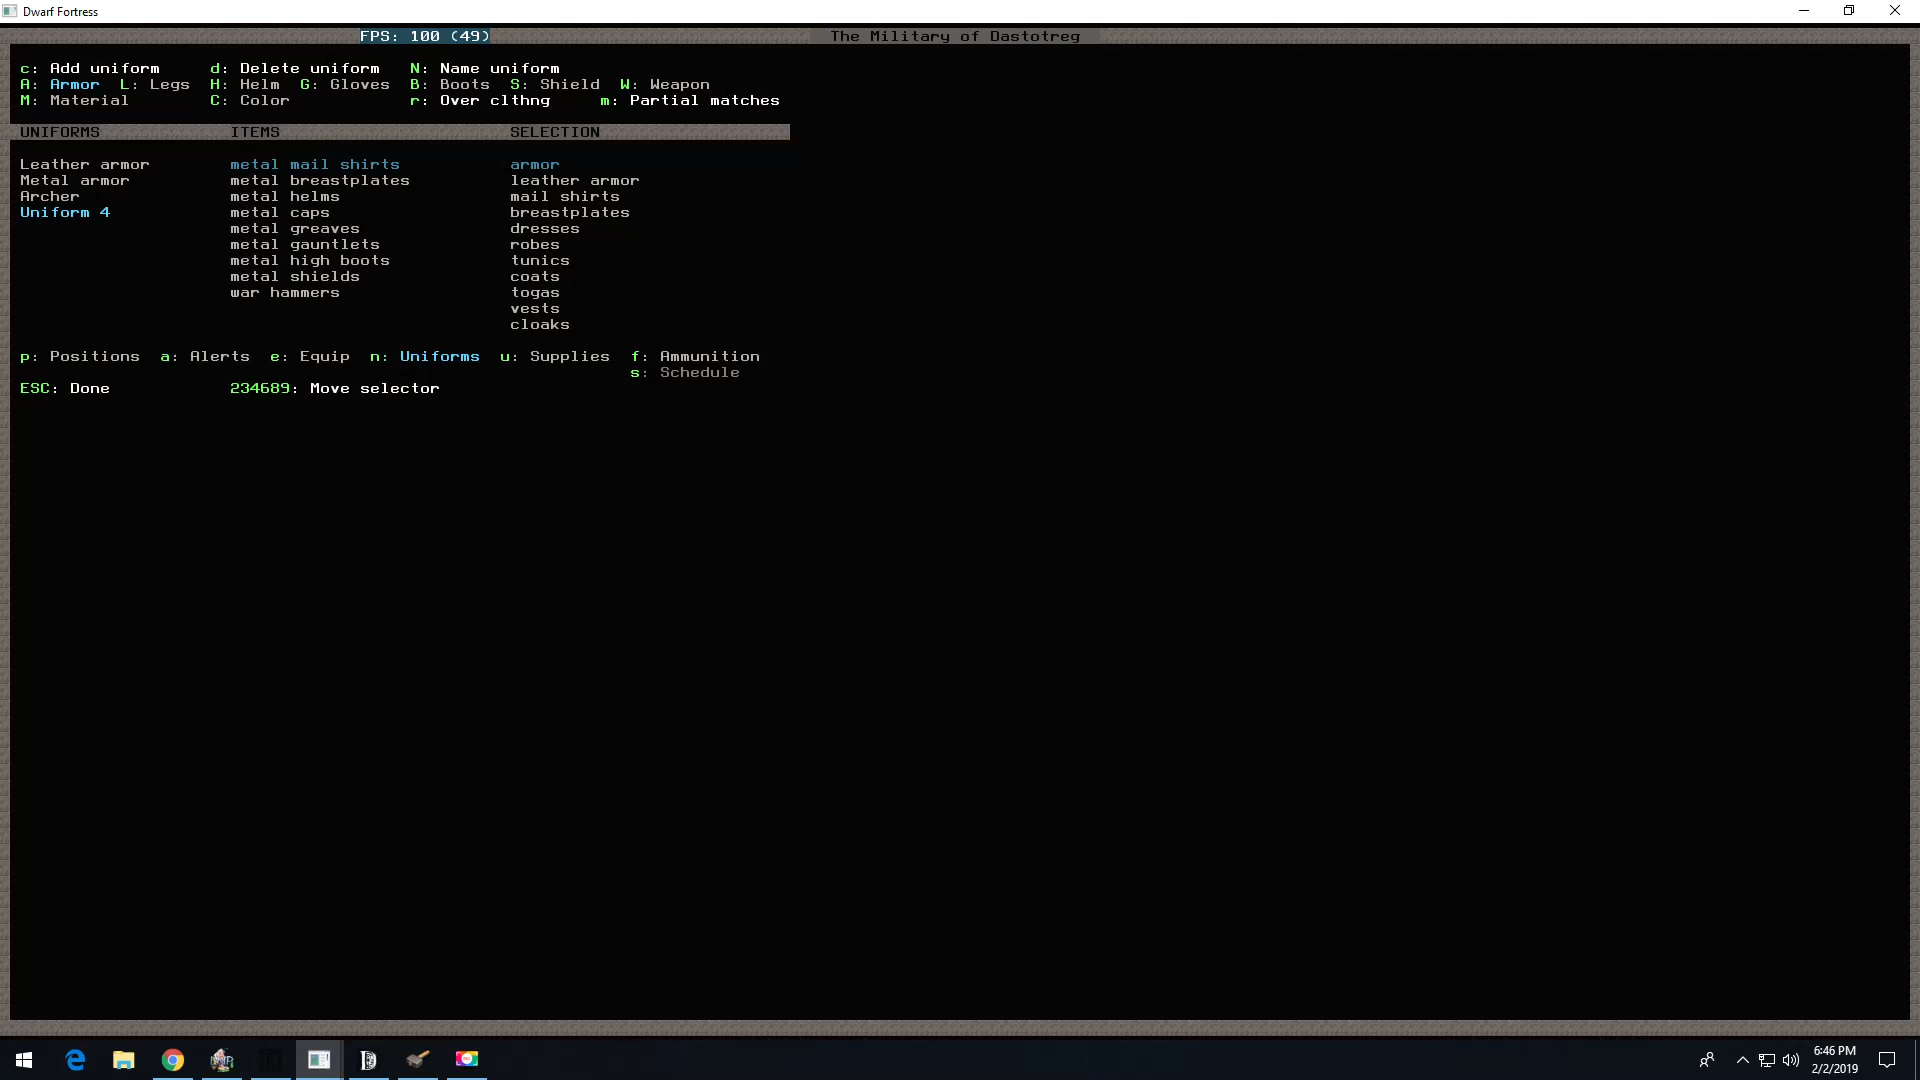 Dwarf Fortress
FPS: 100 (49) The Military of Dastotreg
c: Add uniform d: Delete uniform N: Name uniform
A: Armor L: Legs H: Helm G: Gloves B: Boots S: Shield W: Weapon
M: Material C: Color r: Over clthng m: Partial matches
UNIFORMS ITEMS SELECTION
Leather armor metal mail shirts armor
Metal armor metal breastplates leather armor
Archer metal helms mail shirts
Uniform 4 metal caps breastplates
metal greaves dresses
metal gauntlets robes
metal high boots tunics
metal shields coats
war hammers togas
vests
cloaks
p: Positions a: Alerts e: Equip n: Uniforms u: Supplies f: Ammunition
s: Schedule
ESC: Done 234689: Move selector
6:46 PM
2/2/2019